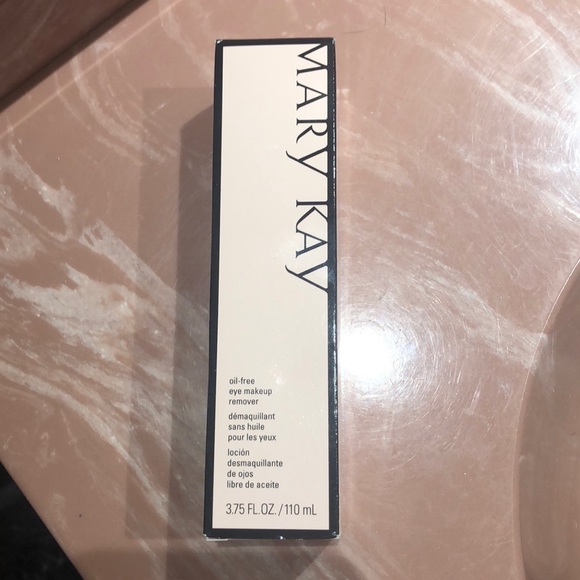 MARY KAY
oil-free
eye makeup
remover
démaquillant
sans huile
pour les yeux
loción
desmaquillante
de ojos
libre de aceite
3.75 FL.OZ./110 mL